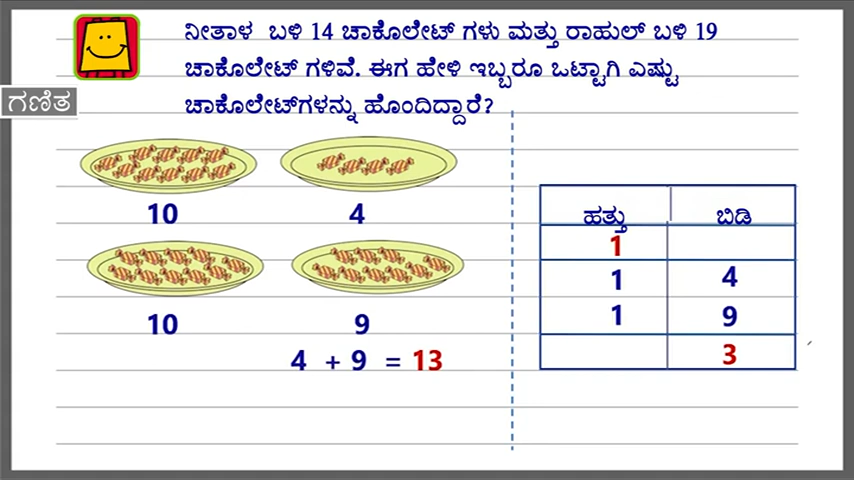 ನೀತಾಳ ಬಳಿ 14 ಚಾಕೊಲೇಟ್ ಗಳು ಮತ್ತು ರಾಹುಲ್ ಬಳಿ 19
ಚಾಕೊಲೇಟ್ ಗಳಿವೆ. ಈಗ ಹೇಳಿ ಇಬ್ಬರೂ ಒಟ್ಟಾಗಿ ಎಷ್ಟು
ಚಾಕೊಲೇಟ್‌ಗಳನ್ನು ಹೊಂದಿದ್ದಾರೆ?
ಗಣಿತ
10 4
10 9
4 + 9 = 13
ಹತ್ತು ಬಿಡಿ
1
1 4
1 9
3